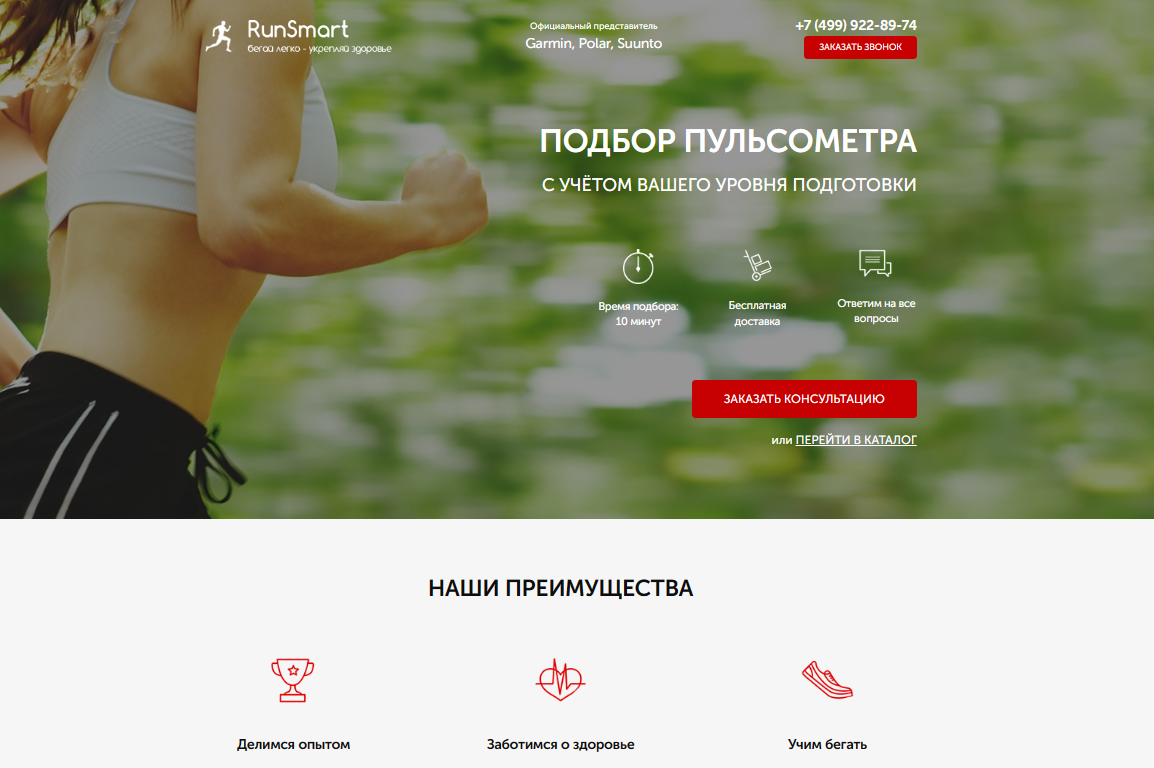 RunSmart
бегай легко - укрепляй здоровье
Официальный представитель
Garmin, Polar, Suunto
+7 (499) 922-89-74
ЗАКАЗАТЬ ЗВОНОК
ПОДБОР ПУЛЬСОМЕТРА
С УЧЁТОМ ВАШЕГО УРОВНЯ ПОДГОТОВКИ
Время подбора:
10 минут
Бесплатная
доставка
Ответим на все
вопросы
ЗАКАЗАТЬ КОНСУЛЬТАЦИЮ
или ПЕРЕЙТИ В КАТАЛОГ
НАШИ ПРЕИМУЩЕСТВА
Делимся опытом
Заботимся о здоровье
Учим бегать